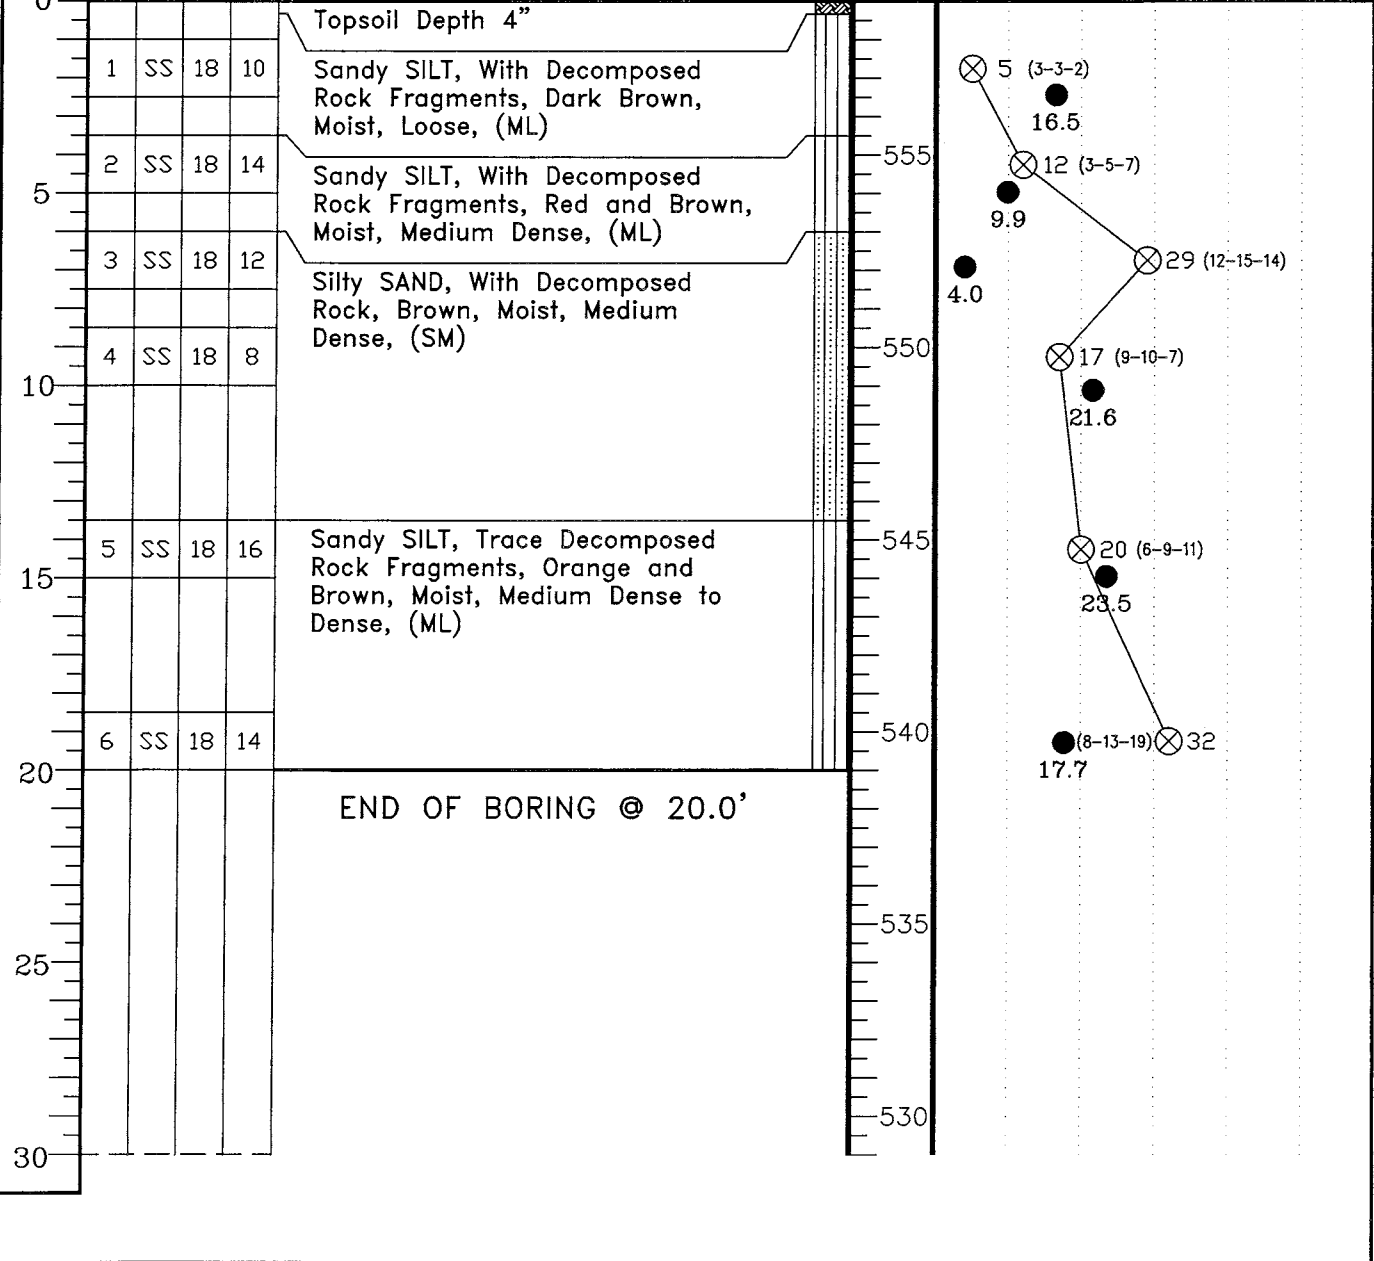 0
Topsoil Depth 4"
1 SS 18 10
Sandy SILT, With Decomposed
Rock Fragments, Dark Brown,
Moist, Loose, (ML)
5 (3-3-2)
16.5
2 SS 18 14
Sandy SILT, With Decomposed
Rock Fragments, Red and Brown,
Moist, Medium Dense, (ML)
555
12 (3-5-7)
5
9.9
3 SS 18 12
Silty SAND, With Decomposed
Rock, Brown, Moist, Medium
Dense, (SM)
29 (12-15-14)
4.0
4 SS 18 8
550
17 (9-10-7)
10
21.6
5 SS 18 16
Sandy SILT, Trace Decomposed
Rock Fragments, Orange and
Brown, Moist, Medium Dense to
Dense, (ML)
545
20 (6-9-11)
15
23.5
6 SS 18 14
540
(8-13-19) 32
17.7
20
END OF BORING @ 20.0'
535
25
530
30